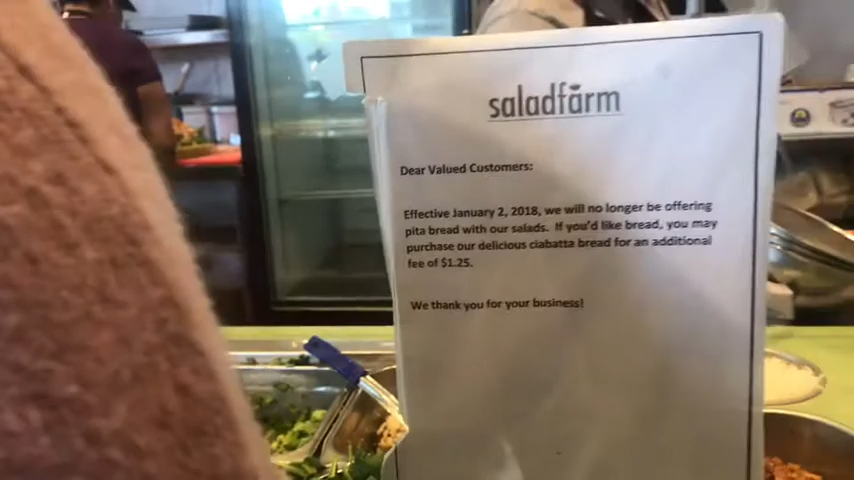 saladfarm
Dear Valued Customers:
Effective January 2, 2018, we will no longer be offering
pita bread with our salads. If you'd like bread, you may
purchase our delicious ciabatta bread for an additional
fee of $1.25.
We thank you for your business!